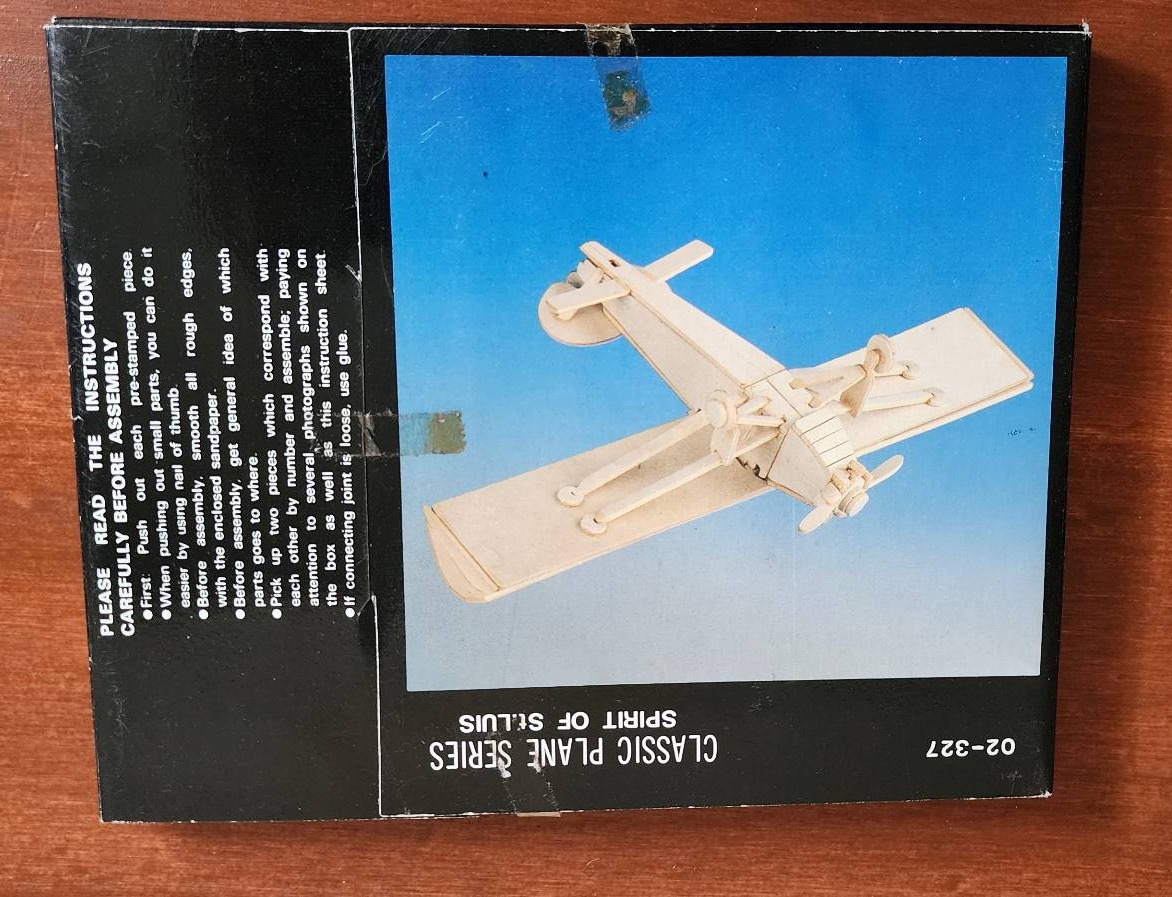 02-327
CLASSIC PLANE SERIES
SPIRIT OF St.LUIS
PLEASE READ THE INSTRUCTIONS
CAREFULLY BEFORE ASSEMBLY
●First: Push out each pre-stamped piece.
●When pushing out small parts, you can do it
easier by using nail of thumb.
●Before assembly, smooth all rough edges,
with the enclosed sandpaper.
●Before assembly, get general idea of which
parts goes to where.
●Pick up two pieces which correspond with
each other by number and assemble; paying
attention to several photographs shown on
the box as well as this instruction sheet.
●If connecting joint is loose, use glue.